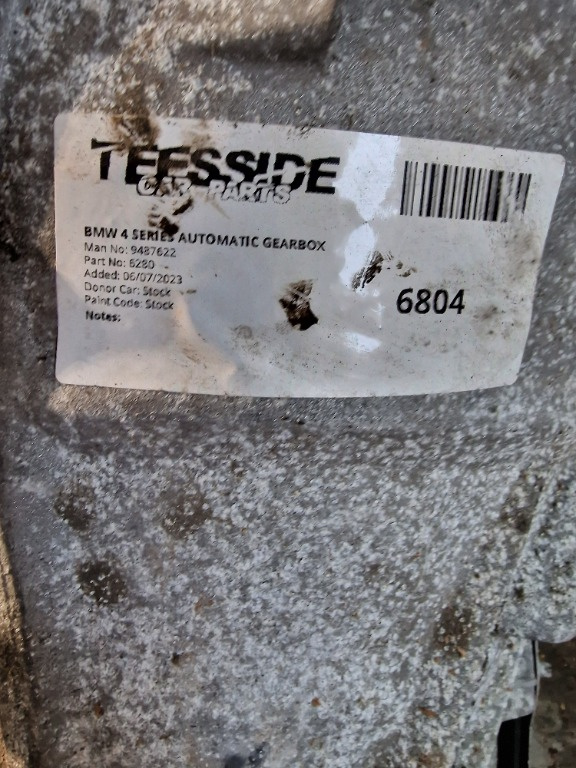 TEESSIDE
CAR PARTS
BMW 4 SERIES AUTOMATIC GEARBOX
Man No: 9487622
Part No: 6280
Added: 06/07/2023
Donor Car: Stock
Paint Code: Stock
Notes:
6804